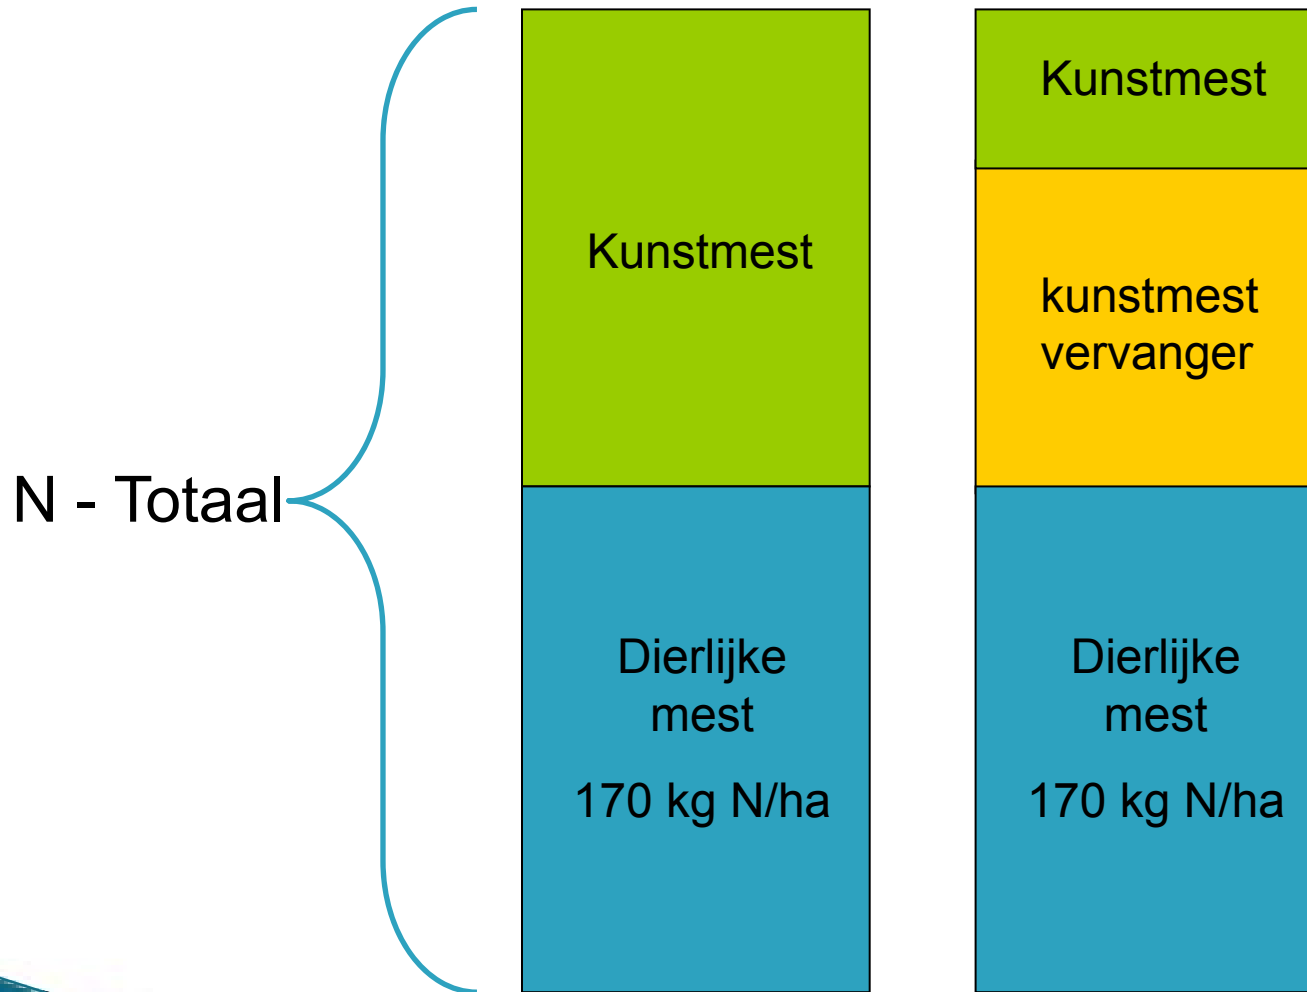 N - Totaal
Kunstmest
Dierlijke
mest
170 kg N/ha
Kunstmest
kunstmest
vervanger
Dierlijke
mest
170 kg N/ha